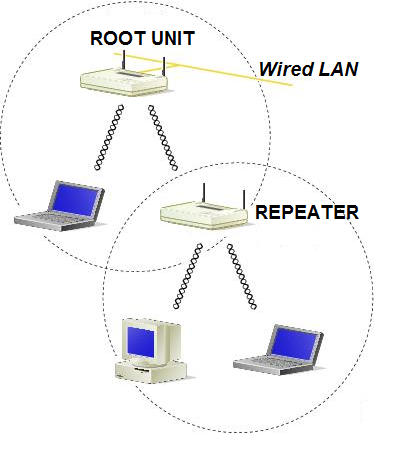 ROOT UNIT
Wired LAN
REPEATER